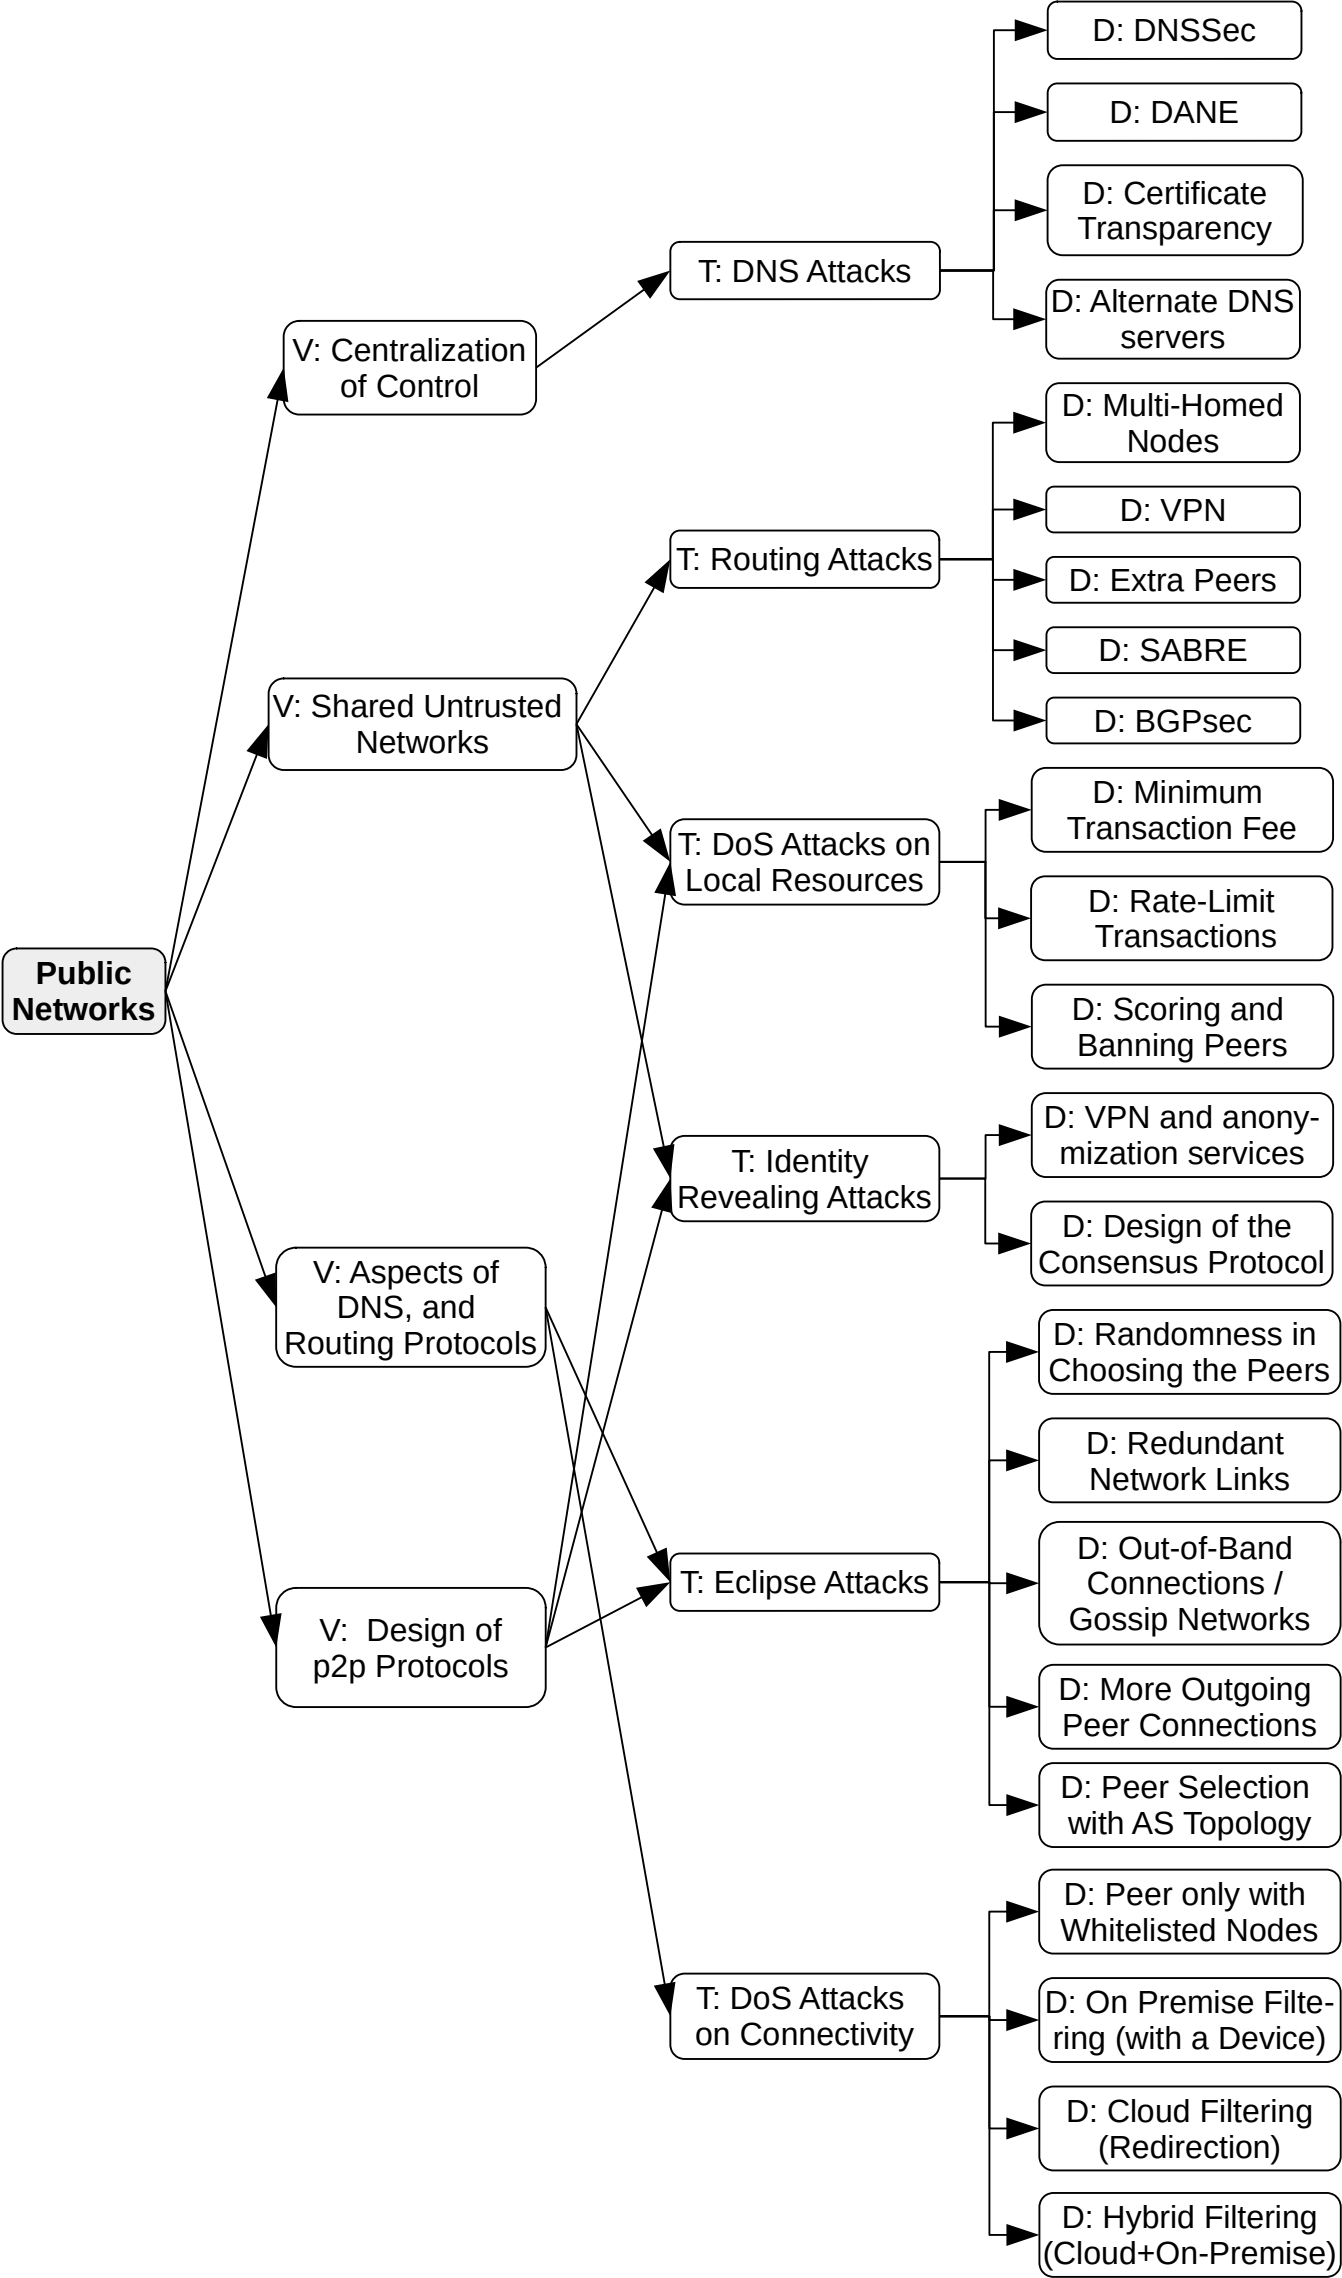 D: DNSSec
D: DANE
D: Certificate
Transparency
T: DNS Attacks
D: Alternate DNS
servers
V: Centralization
of Control
D: Multi-Homed
Nodes
D: VPN
T: Routing Attacks
D: Extra Peers
D: SABRE
V: Shared Untrusted
Networks
D: BGPsec
D: Minimum
Transaction Fee
T: DoS Attacks on
Local Resources
D: Rate-Limit
Transactions
Public
Networks
D: Scoring and
Banning Peers
D: VPN and anony-
mization services
T: Identity
Revealing Attacks
D: Design of the
Consensus Protocol
V: Aspects of
DNS, and
Routing Protocols
D: Randomness in
Choosing the Peers
D: Redundant
Network Links
T: Eclipse Attacks
D: Out-of-Band
Connections /
Gossip Networks
V:  Design of
p2p Protocols
D: More Outgoing
Peer Connections
D: Peer Selection
with AS Topology
D: Peer only with
Whitelisted Nodes
T: DoS Attacks
on Connectivity
D: On Premise Filte-
ring (with a Device)
D: Cloud Filtering
(Redirection)
D: Hybrid Filtering
(Cloud+On-Premise)